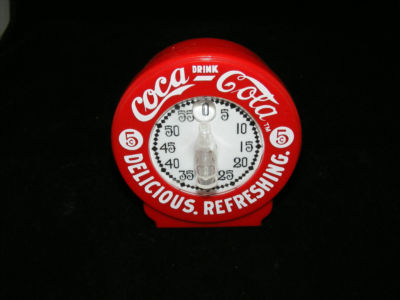 DRINK
Coca-Cola
TM
0
55 5
50 10
45 15
40 20
35 25
5¢ 5¢
DELICIOUS. REFRESHING.